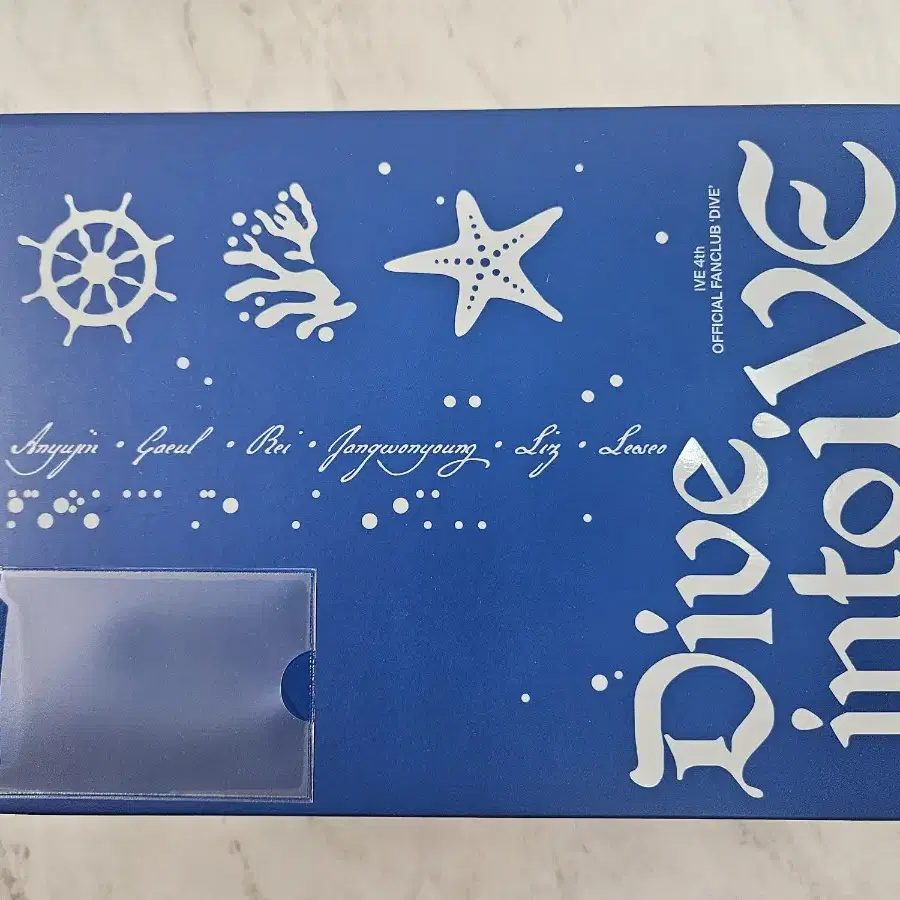 IVE 4th
OFFICIAL FANCLUB 'DIVE'
Dive
into IVE
Anyujin · Gaeul · Rei · Jangwonyoung · Liz · Leeseo